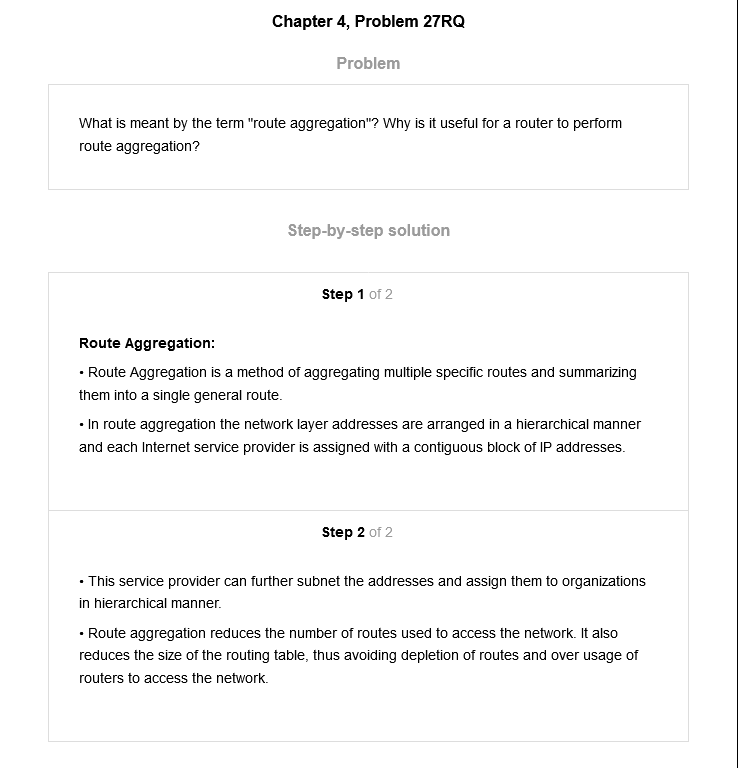 Chapter 4, Problem 27RQ
Problem
What is meant by the term "route aggregation"? Why is it useful for a router to perform
route aggregation?
Step-by-step solution
Step 1 of 2
Route Aggregation:
• Route Aggregation is a method of aggregating multiple specific routes and summarizing
them into a single general route.
• In route aggregation the network layer addresses are arranged in a hierarchical manner
and each Internet service provider is assigned with a contiguous block of IP addresses.
Step 2 of 2
• This service provider can further subnet the addresses and assign them to organizations
in hierarchical manner.
• Route aggregation reduces the number of routes used to access the network. It also
reduces the size of the routing table, thus avoiding depletion of routes and over usage of
routers to access the network.